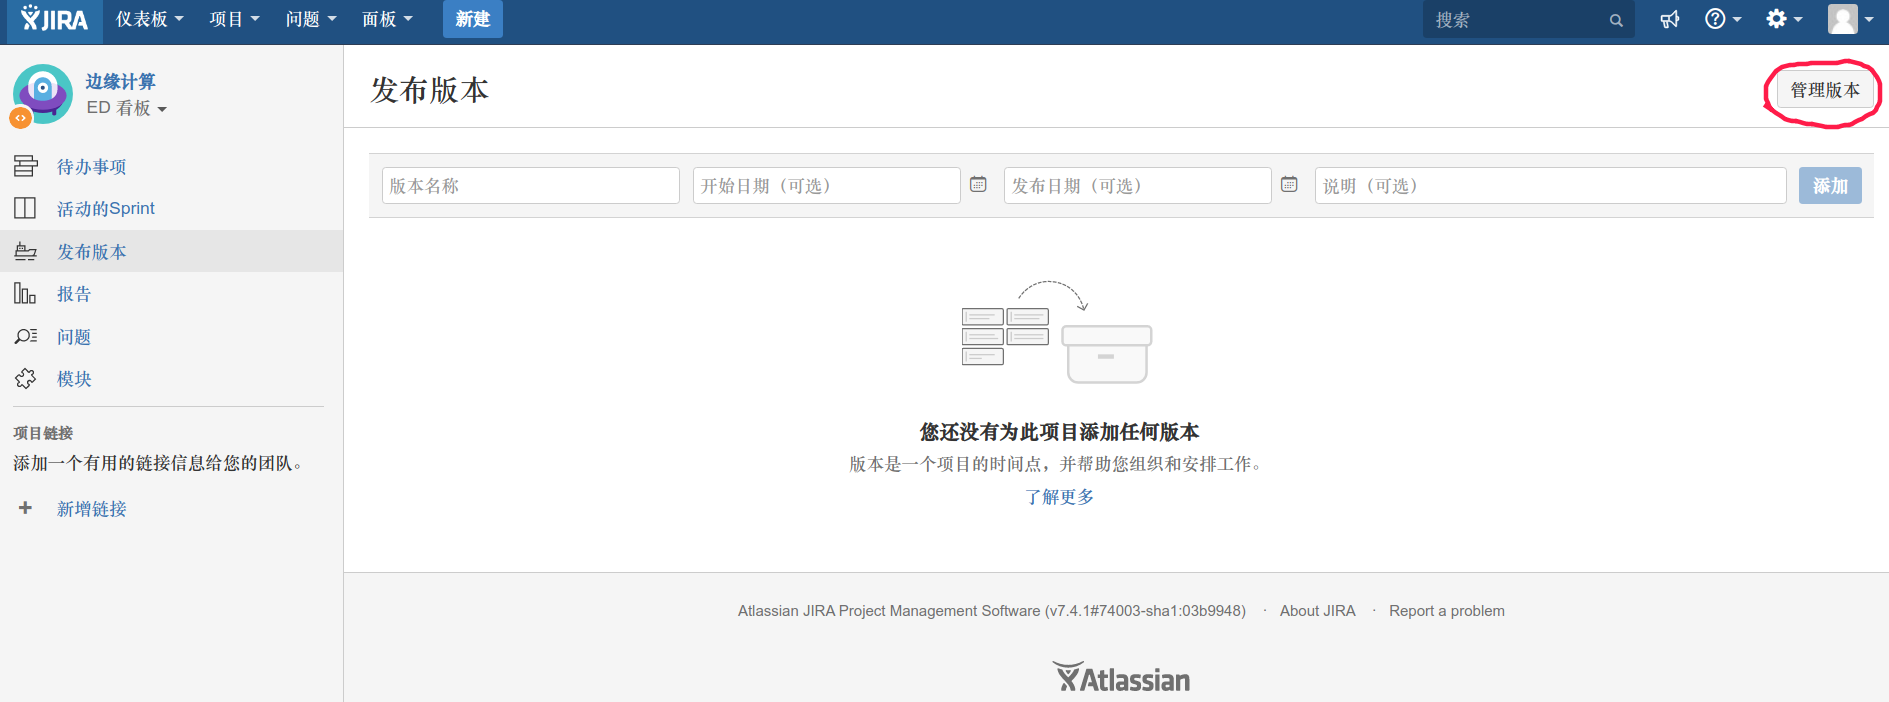 JIRA 仪表板 项目 问题 面板 新建 搜索
边缘计算
ED 看板
待办事项
活动的Sprint
发布版本
报告
问题
模块
项目链接
添加一个有用的链接信息给您的团队。
+ 新增链接
发布版本
管理版本
版本名称 开始日期（可选） 发布日期（可选） 说明（可选） 添加
您还没有为此项目添加任何版本
版本是一个项目的时间点，并帮助您组织和安排工作。
了解更多
Atlassian JIRA Project Management Software (v7.4.1#74003-sha1:03b9948) · About JIRA · Report a problem
Atlassian